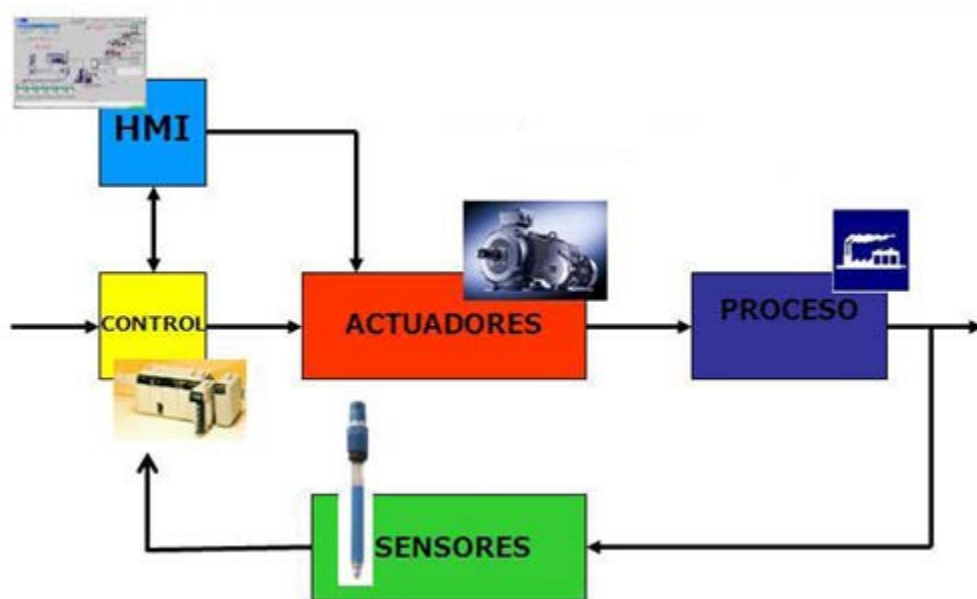 HMI
CONTROL
ACTUADORES
PROCESO
SENSORES